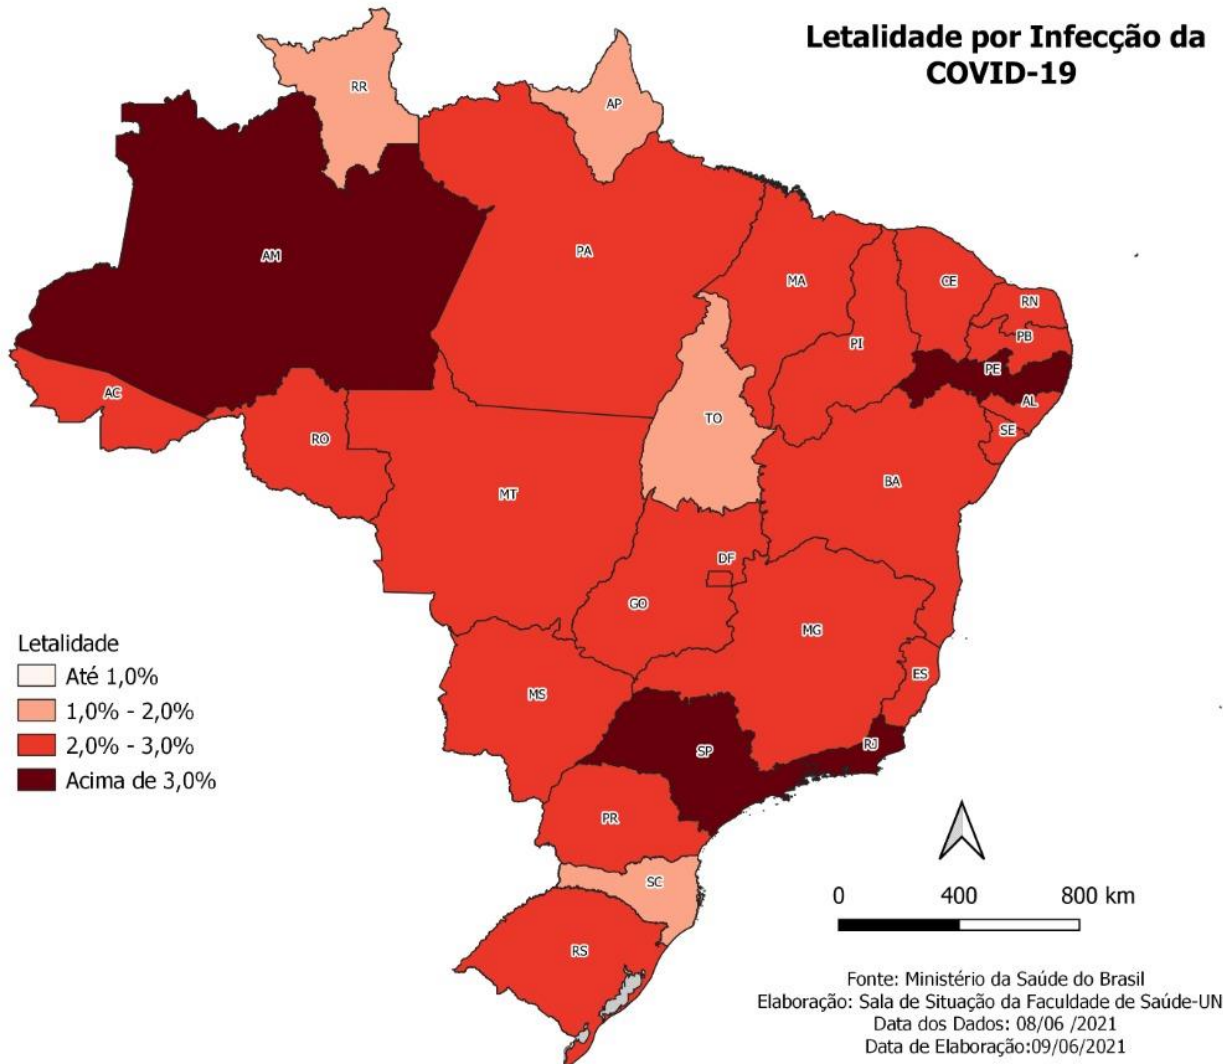 Letalidade por Infecção da
COVID-19
RR
AP
AM
PA
MA
CE
RN
PB
PI
PE
AL
SE
AC
RO
TO
BA
MT
DF
GO
MG
ES
MS
SP
RJ
PR
SC
RS
Letalidade
Até 1,0%
1,0% - 2,0%
2,0% - 3,0%
Acima de 3,0%
0 400 800 km
Fonte: Ministério da Saúde do Brasil
Elaboração: Sala de Situação da Faculdade de Saúde-UN
Data dos Dados: 08/06 /2021
Data de Elaboração:09/06/2021